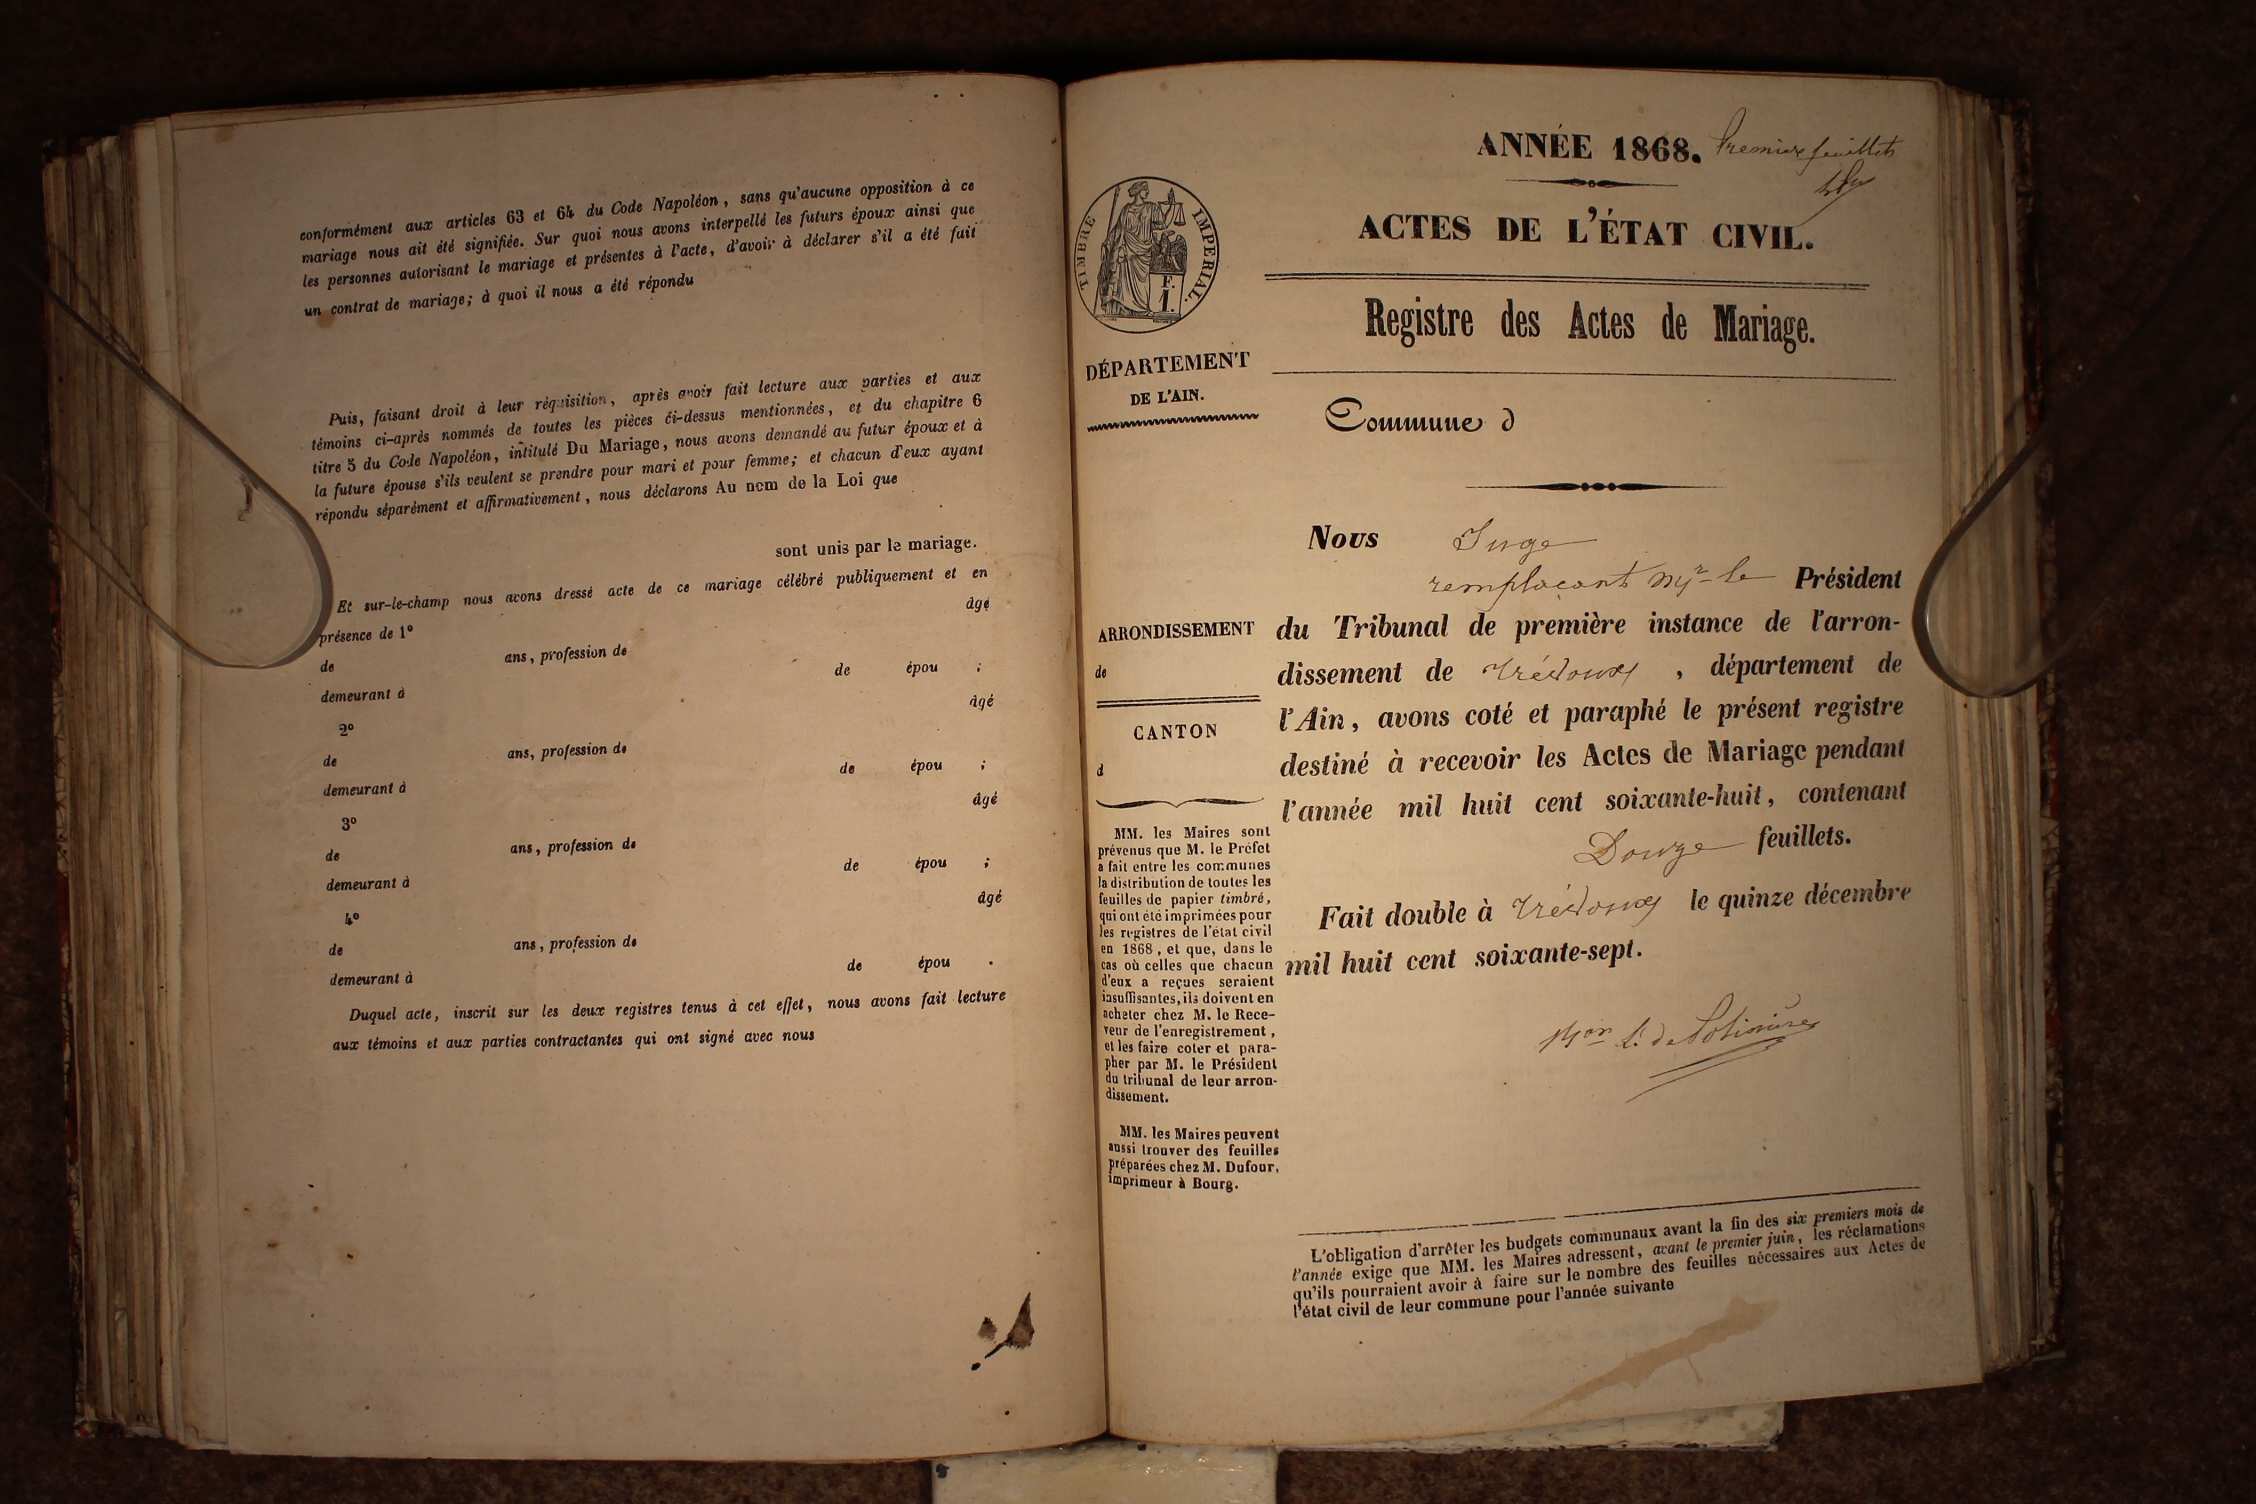 conformément aux articles 63 et 64 du Code Napoléon, sans qu'aucune opposition à ce
mariage nous ait été signifiée. Sur quoi nous avons interpellé les futurs époux ainsi que
les personnes autorisant le mariage et présentes à l'acte, d'avoir à déclarer s'il a été fait
un contrat de mariage; à quoi il nous a été répondu
Puis, faisant droit à leur réquisition, après avoir fait lecture aux parties et aux
témoins ci-après nommés de toutes les pièces ci-dessus mentionnées, et du chapitre 6
titre 5 du Code Napoléon, intitulé Du Mariage, nous avons demandé au futur époux et à
la future épouse s'ils veulent se prendre pour mari et pour femme; et chacun d'eux ayant
répondu séparément et affirmativement, nous déclarons Au nom de la Loi que
sont unis par le mariage.
Et sur-le-champ nous avons dressé acte de ce mariage célébré publiquement et en
présence de 1° âgé
de ans, profession de
demeurant à de épou ;
2° âgé
de ans, profession de
demeurant à de épou ;
3° âgé
de ans, profession de
demeurant à de épou ;
4° âgé
de ans, profession de
demeurant à de épou .
Duquel acte, inscrit sur les deux registres tenus à cet effet, nous avons fait lecture
aux témoins et aux parties contractantes qui ont signé avec nous
ANNÉE 1868. Premier feuillet
ACTES DE L'ÉTAT CIVIL.
TIMBRE IMPERIAL.
F.
1.
Registre des Actes de Mariage.
DÉPARTEMENT
DE L'AIN.
Commune d
ARRONDISSEMENT
de
CANTON
d
MM. les Maires sont
prévenus que M. le Préfet
a fait entre les communes
la distribution de toutes les
feuilles de papier timbré,
qui ont été imprimées pour
les registres de l'état civil
en 1868, et que, dans le
cas où celles que chacun
d'eux a reçues seraient
insuffisantes, ils doivent en
acheter chez M. le Rece-
veur de l'enregistrement,
et les faire coter et para-
pher par M. le Président
du tribunal de leur arron-
dissement.
MM. les Maires peuvent
aussi trouver des feuilles
préparées chez M. Dufour,
imprimeur à Bourg.
Nous Juge
remplaçant Mr le Président
du Tribunal de première instance de l'arron-
dissement de Trévoux, département de
l'Ain, avons coté et paraphé le présent registre
destiné à recevoir les Actes de Mariage pendant
l'année mil huit cent soixante-huit, contenant
Douze feuillets.
Fait double à Trévoux le quinze décembre
mil huit cent soixante-sept.
L'obligation d'arrêter les budgets communaux avant la fin des six premiers mois de
l'année exige que MM. les Maires adressent, avant le premier juin, les réclamations
qu'ils pourraient avoir à faire sur le nombre des feuilles nécessaires aux Actes de
l'état civil de leur commune pour l'année suivante